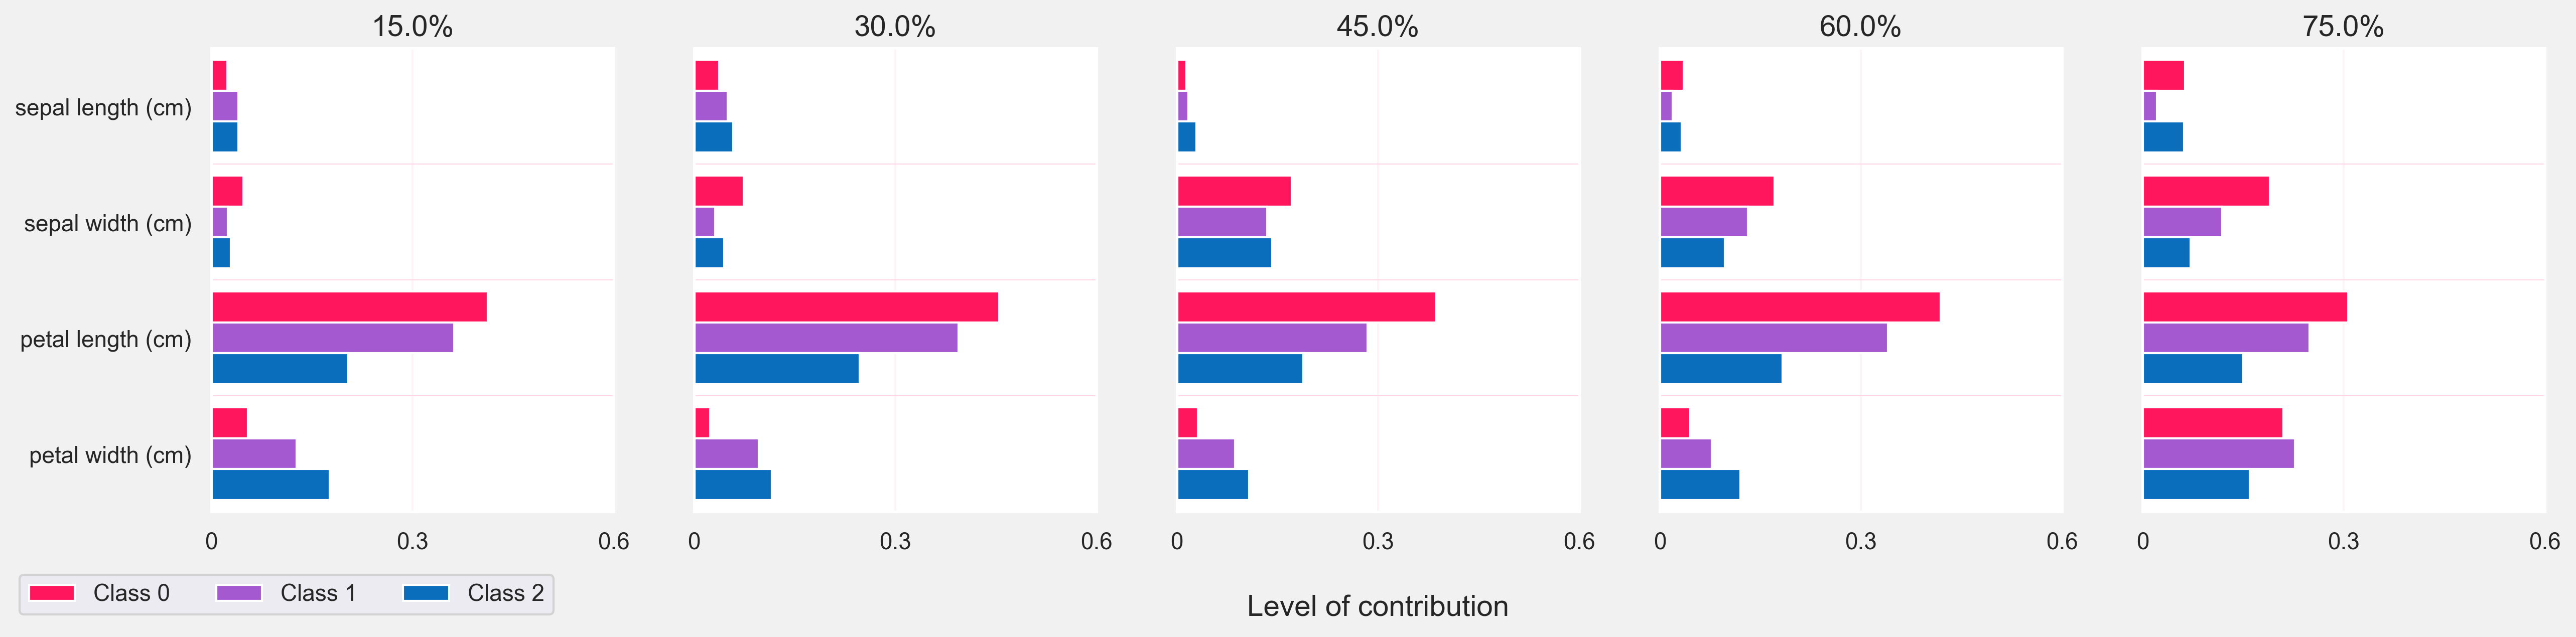 15.0% 30.0% 45.0% 60.0% 75.0%
sepal length (cm)
sepal width (cm)
petal length (cm)
petal width (cm)
0 0.3 0.6 0 0.3 0.6 0 0.3 0.6 0 0.3 0.6 0 0.3 0.6
Class 0 Class 1 Class 2
Level of contribution